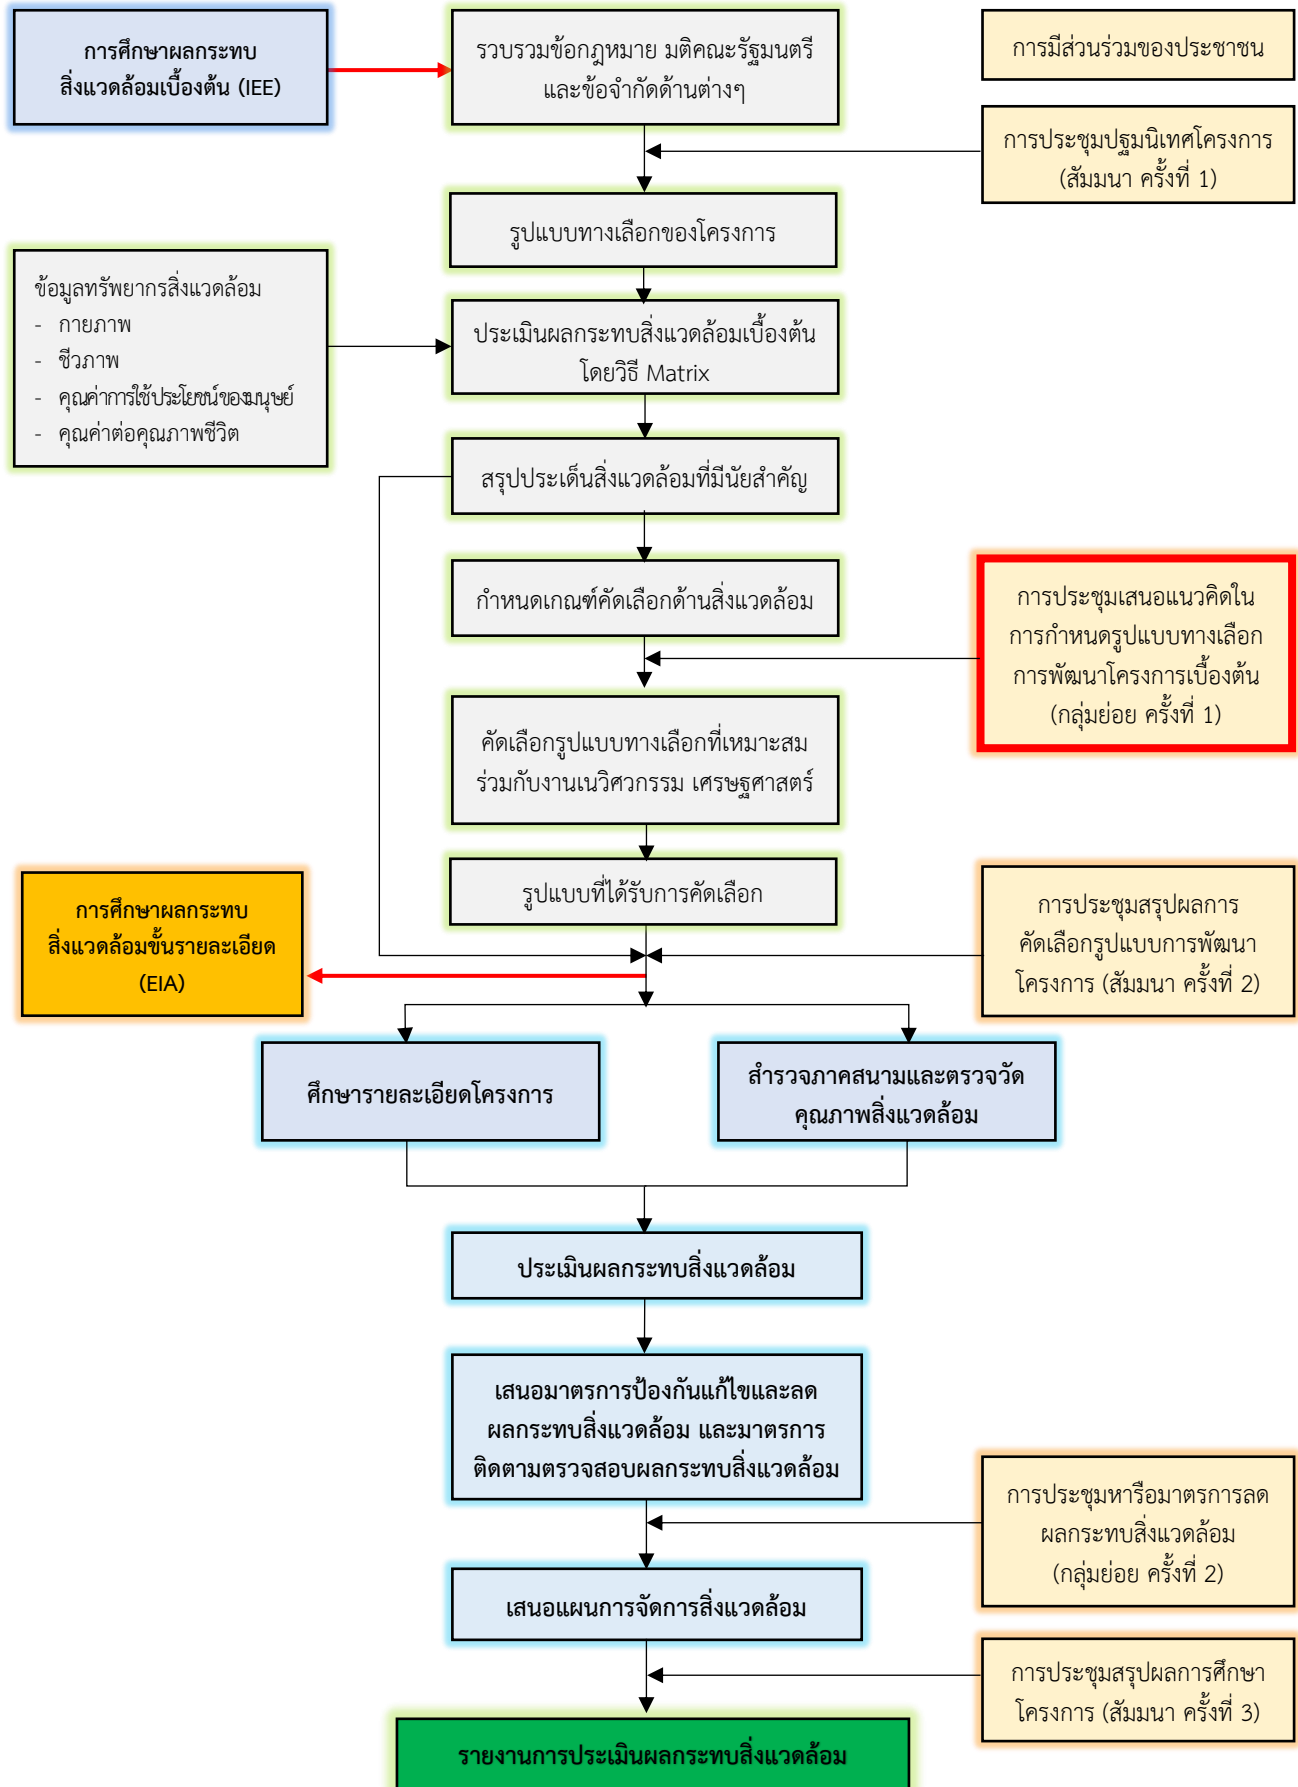 การศึกษาผลกระทบ
สิ่งแวดล้อมเบื้องต้น (IEE)
รวบรวมข้อกฎหมาย มติคณะรัฐมนตรี
และข้อจำกัดด้านต่างๆ
การมีส่วนร่วมของประชาชน
การประชุมปฐมนิเทศโครงการ
(สัมมนา ครั้งที่ 1)
รูปแบบทางเลือกของโครงการ
ข้อมูลทรัพยากรสิ่งแวดล้อม
- กายภาพ
- ชีวภาพ
- คุณค่าการใช้ประโยชน์ของมนุษย์
- คุณค่าต่อคุณภาพชีวิต
ประเมินผลกระทบสิ่งแวดล้อมเบื้องต้น
โดยวิธี Matrix
สรุปประเด็นสิ่งแวดล้อมที่มีนัยสำคัญ
กำหนดเกณฑ์คัดเลือกด้านสิ่งแวดล้อม
การประชุมเสนอแนวคิดใน
การกำหนดรูปแบบทางเลือก
การพัฒนาโครงการเบื้องต้น
(กลุ่มย่อย ครั้งที่ 1)
คัดเลือกรูปแบบทางเลือกที่เหมาะสม
ร่วมกับงานเนวิศวกรรม เศรษฐศาสตร์
รูปแบบที่ได้รับการคัดเลือก
การศึกษาผลกระทบ
สิ่งแวดล้อมขั้นรายละเอียด
(EIA)
การประชุมสรุปผลการ
คัดเลือกรูปแบบการพัฒนา
โครงการ (สัมมนา ครั้งที่ 2)
ศึกษารายละเอียดโครงการ
สำรวจภาคสนามและตรวจวัด
คุณภาพสิ่งแวดล้อม
ประเมินผลกระทบสิ่งแวดล้อม
เสนอมาตรการป้องกันแก้ไขและลด
ผลกระทบสิ่งแวดล้อม และมาตรการ
ติดตามตรวจสอบผลกระทบสิ่งแวดล้อม
การประชุมหารือมาตรการลด
ผลกระทบสิ่งแวดล้อม
(กลุ่มย่อย ครั้งที่ 2)
เสนอแผนการจัดการสิ่งแวดล้อม
การประชุมสรุปผลการศึกษา
โครงการ (สัมมนา ครั้งที่ 3)
รายงานการประเมินผลกระทบสิ่งแวดล้อม